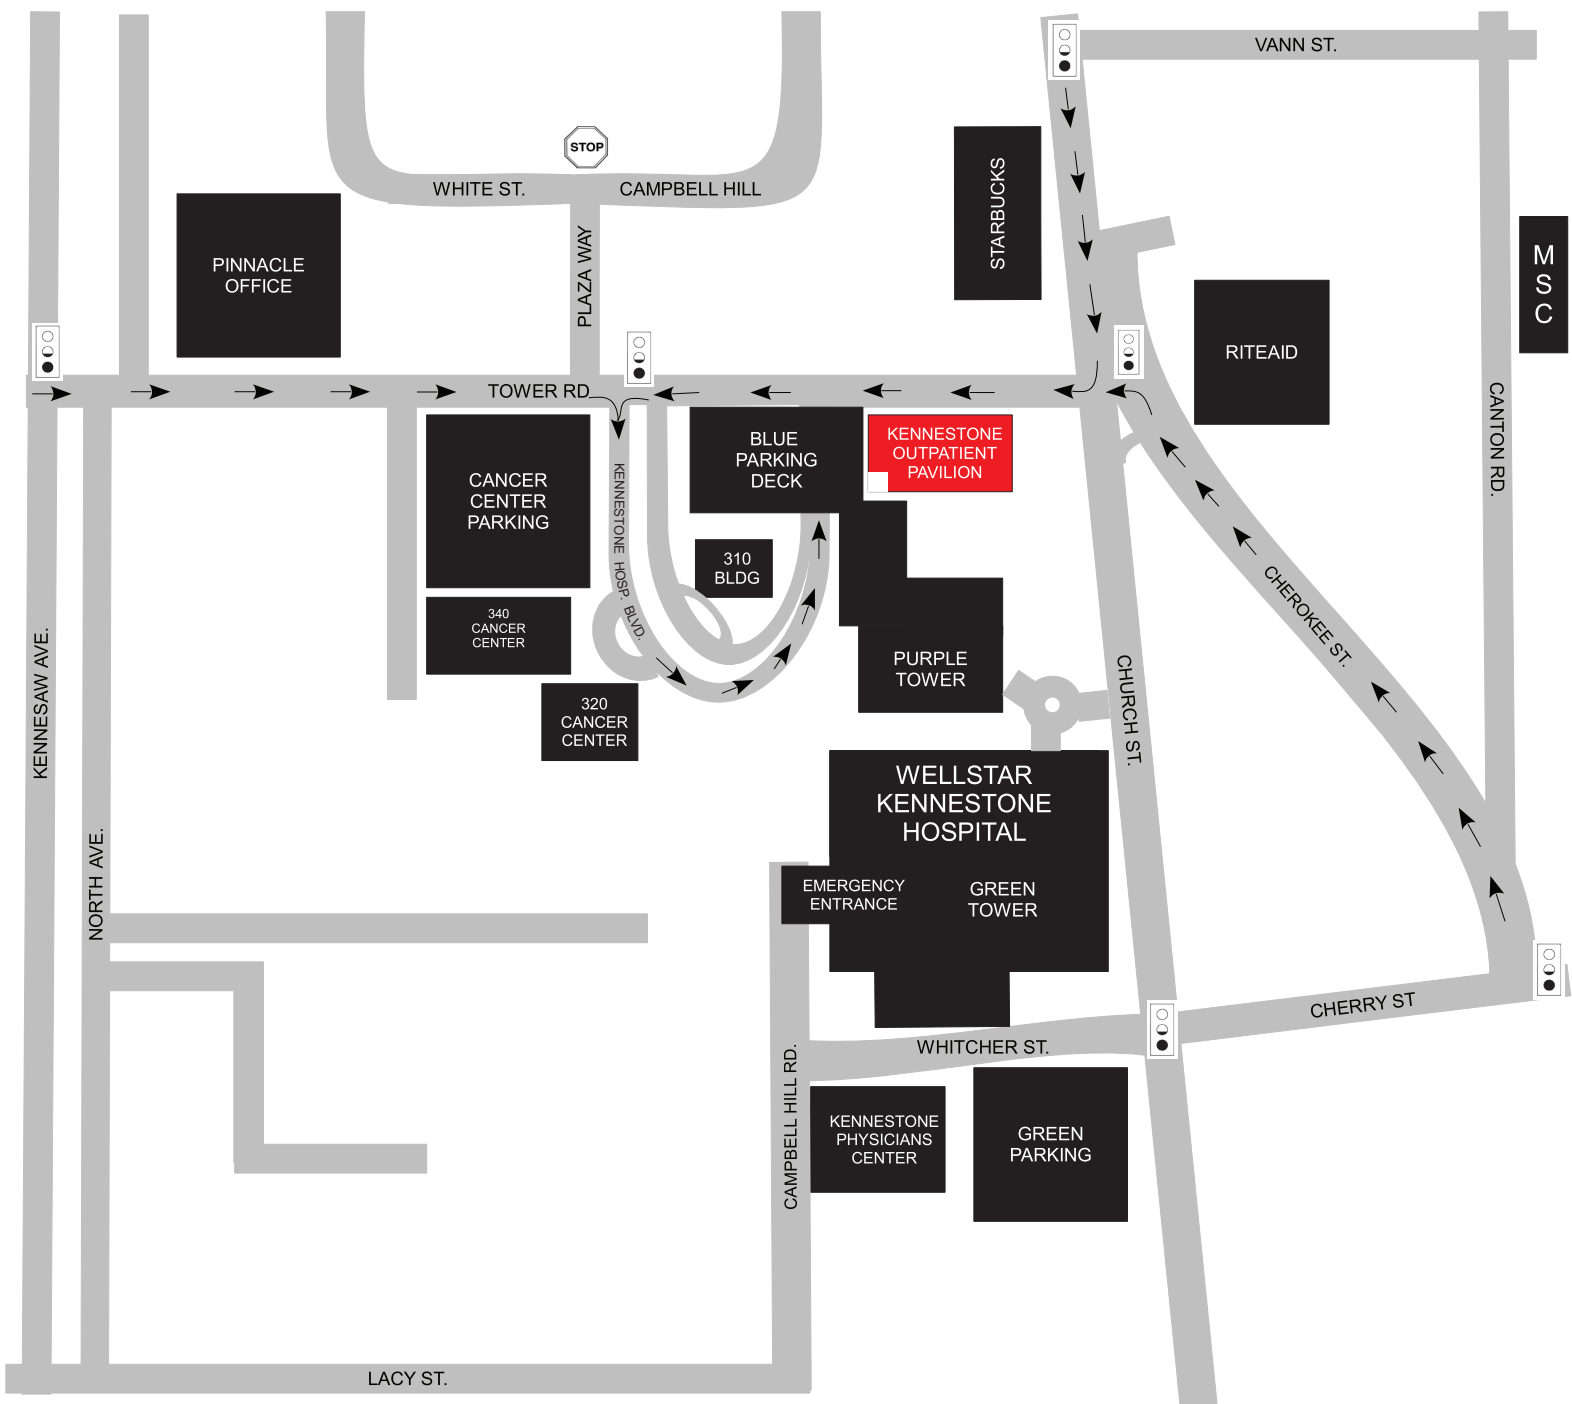 VANN ST.
STOP
WHITE ST.
CAMPBELL HILL
STARBUCKS
PLAZA WAY
PINNACLE
OFFICE
M
S
C
RITEAID
TOWER RD
CANTON RD.
BLUE
PARKING
DECK
KENNESTONE
OUTPATIENT
PAVILION
CANCER
CENTER
PARKING
KENNESTONE HOSP. BLVD.
310
BLDG
CHEROKEE ST.
340
CANCER
CENTER
KENNESAW AVE.
PURPLE
TOWER
CHURCH ST.
320
CANCER
CENTER
WELLSTAR
KENNESTONE
HOSPITAL
NORTH AVE.
EMERGENCY
ENTRANCE
GREEN
TOWER
CHERRY ST
WHITCHER ST.
CAMPBELL HILL RD.
KENNESTONE
PHYSICIANS
CENTER
GREEN
PARKING
LACY ST.